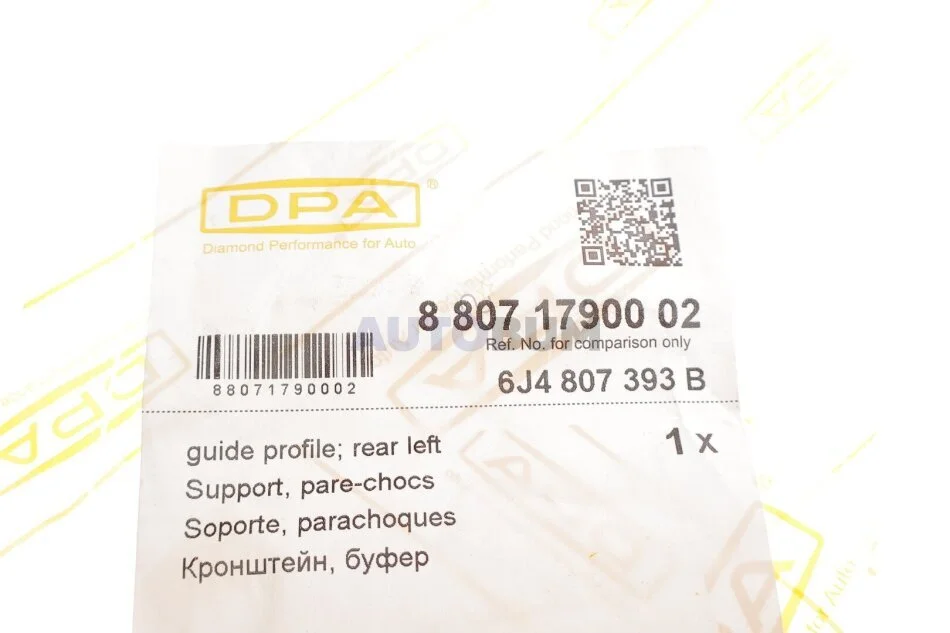 DPA®
Diamond Performance for Auto
8 807 17900 02
AUTOBUM
Ref. No. for comparison only
88071790002
6J4 807 393 B
guide profile; rear left
1 x
Support, pare-chocs
Soporte, parachoques
Кронштейн, буфер